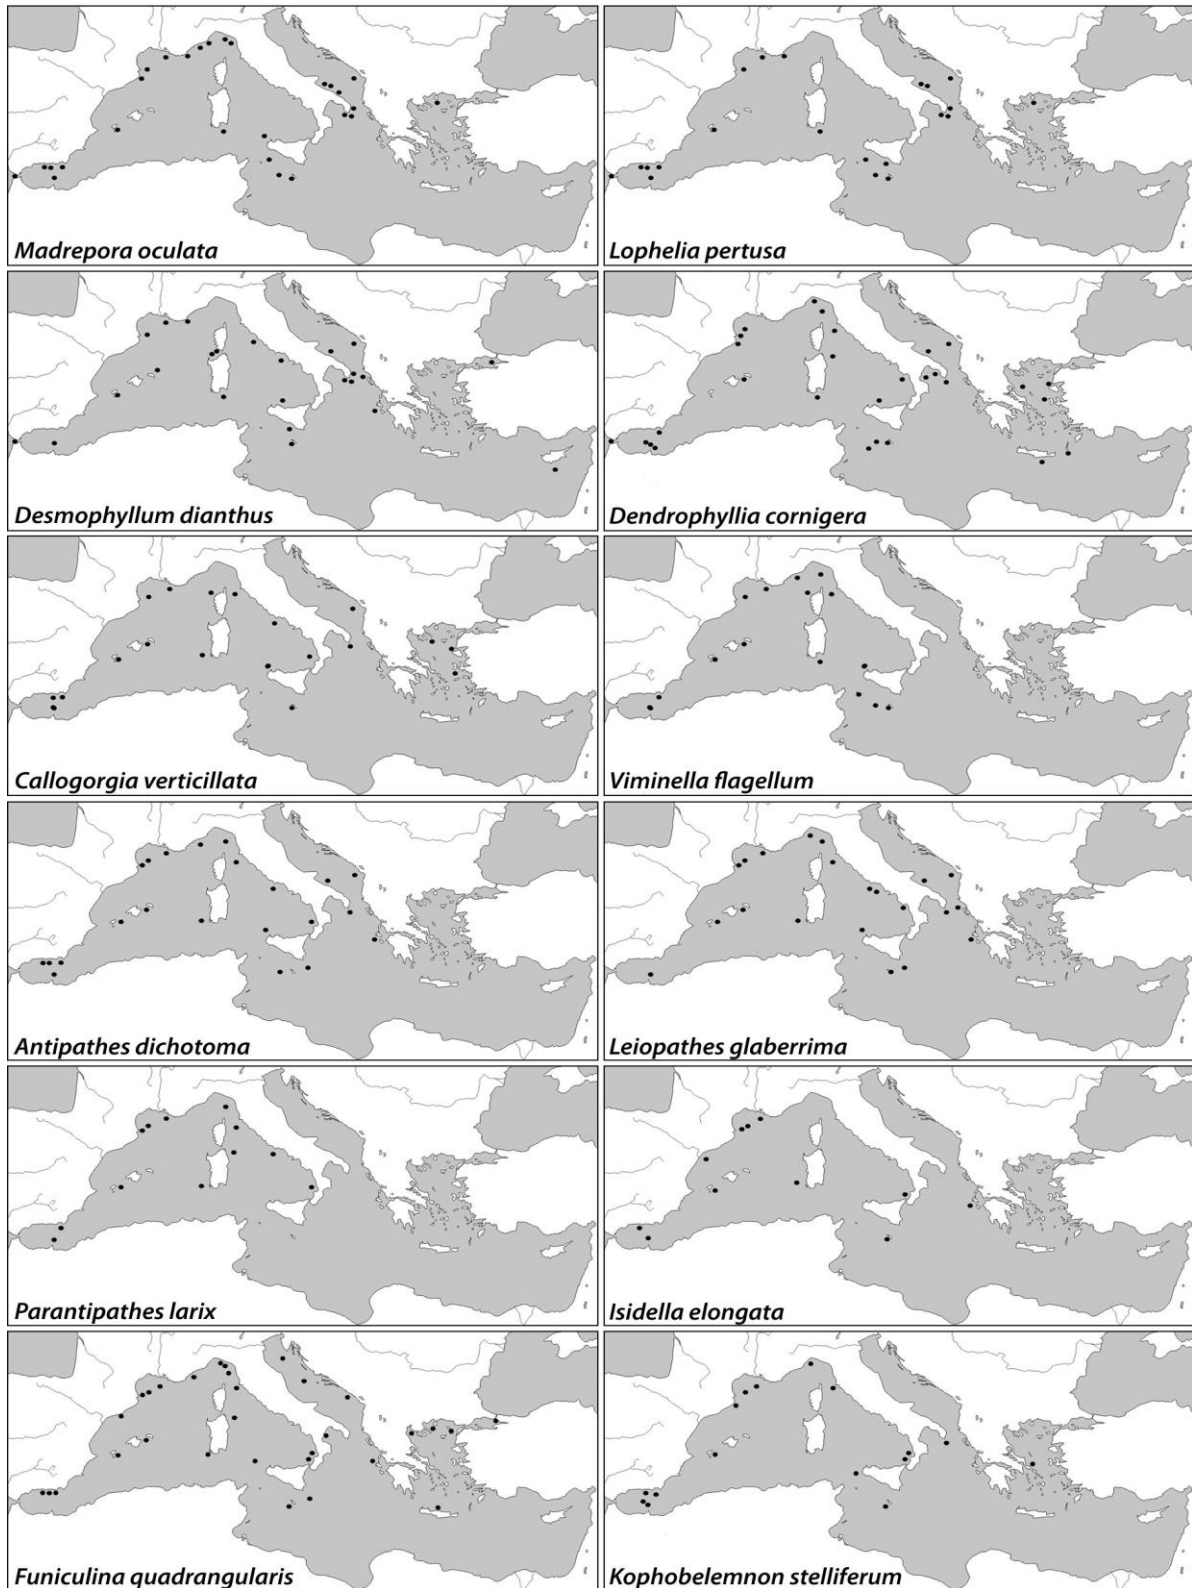 Madrepora oculata
Lophelia pertusa
Desmophyllum dianthus
Dendrophyllia cornigera
Callogorgia verticillata
Viminella flagellum
Antipathes dichotoma
Leiopathes glaberrima
Parantipathes larix
Isidella elongata
Funiculina quadrangularis
Kophobelemnon stelliferum